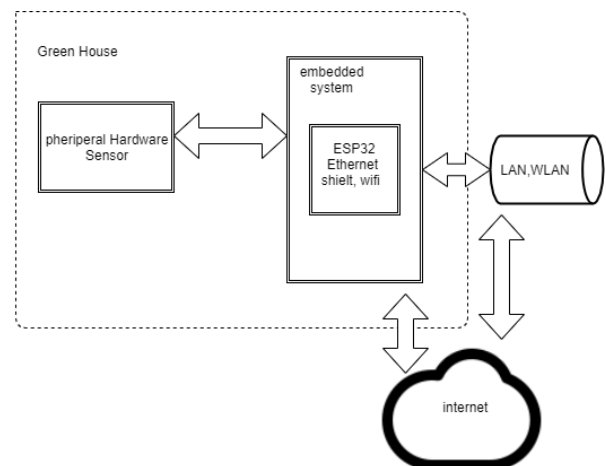 Green House
embedded
system
pheriperal Hardware
Sensor
ESP32
Ethernet
shielt, wifi
LAN,WLAN
internet